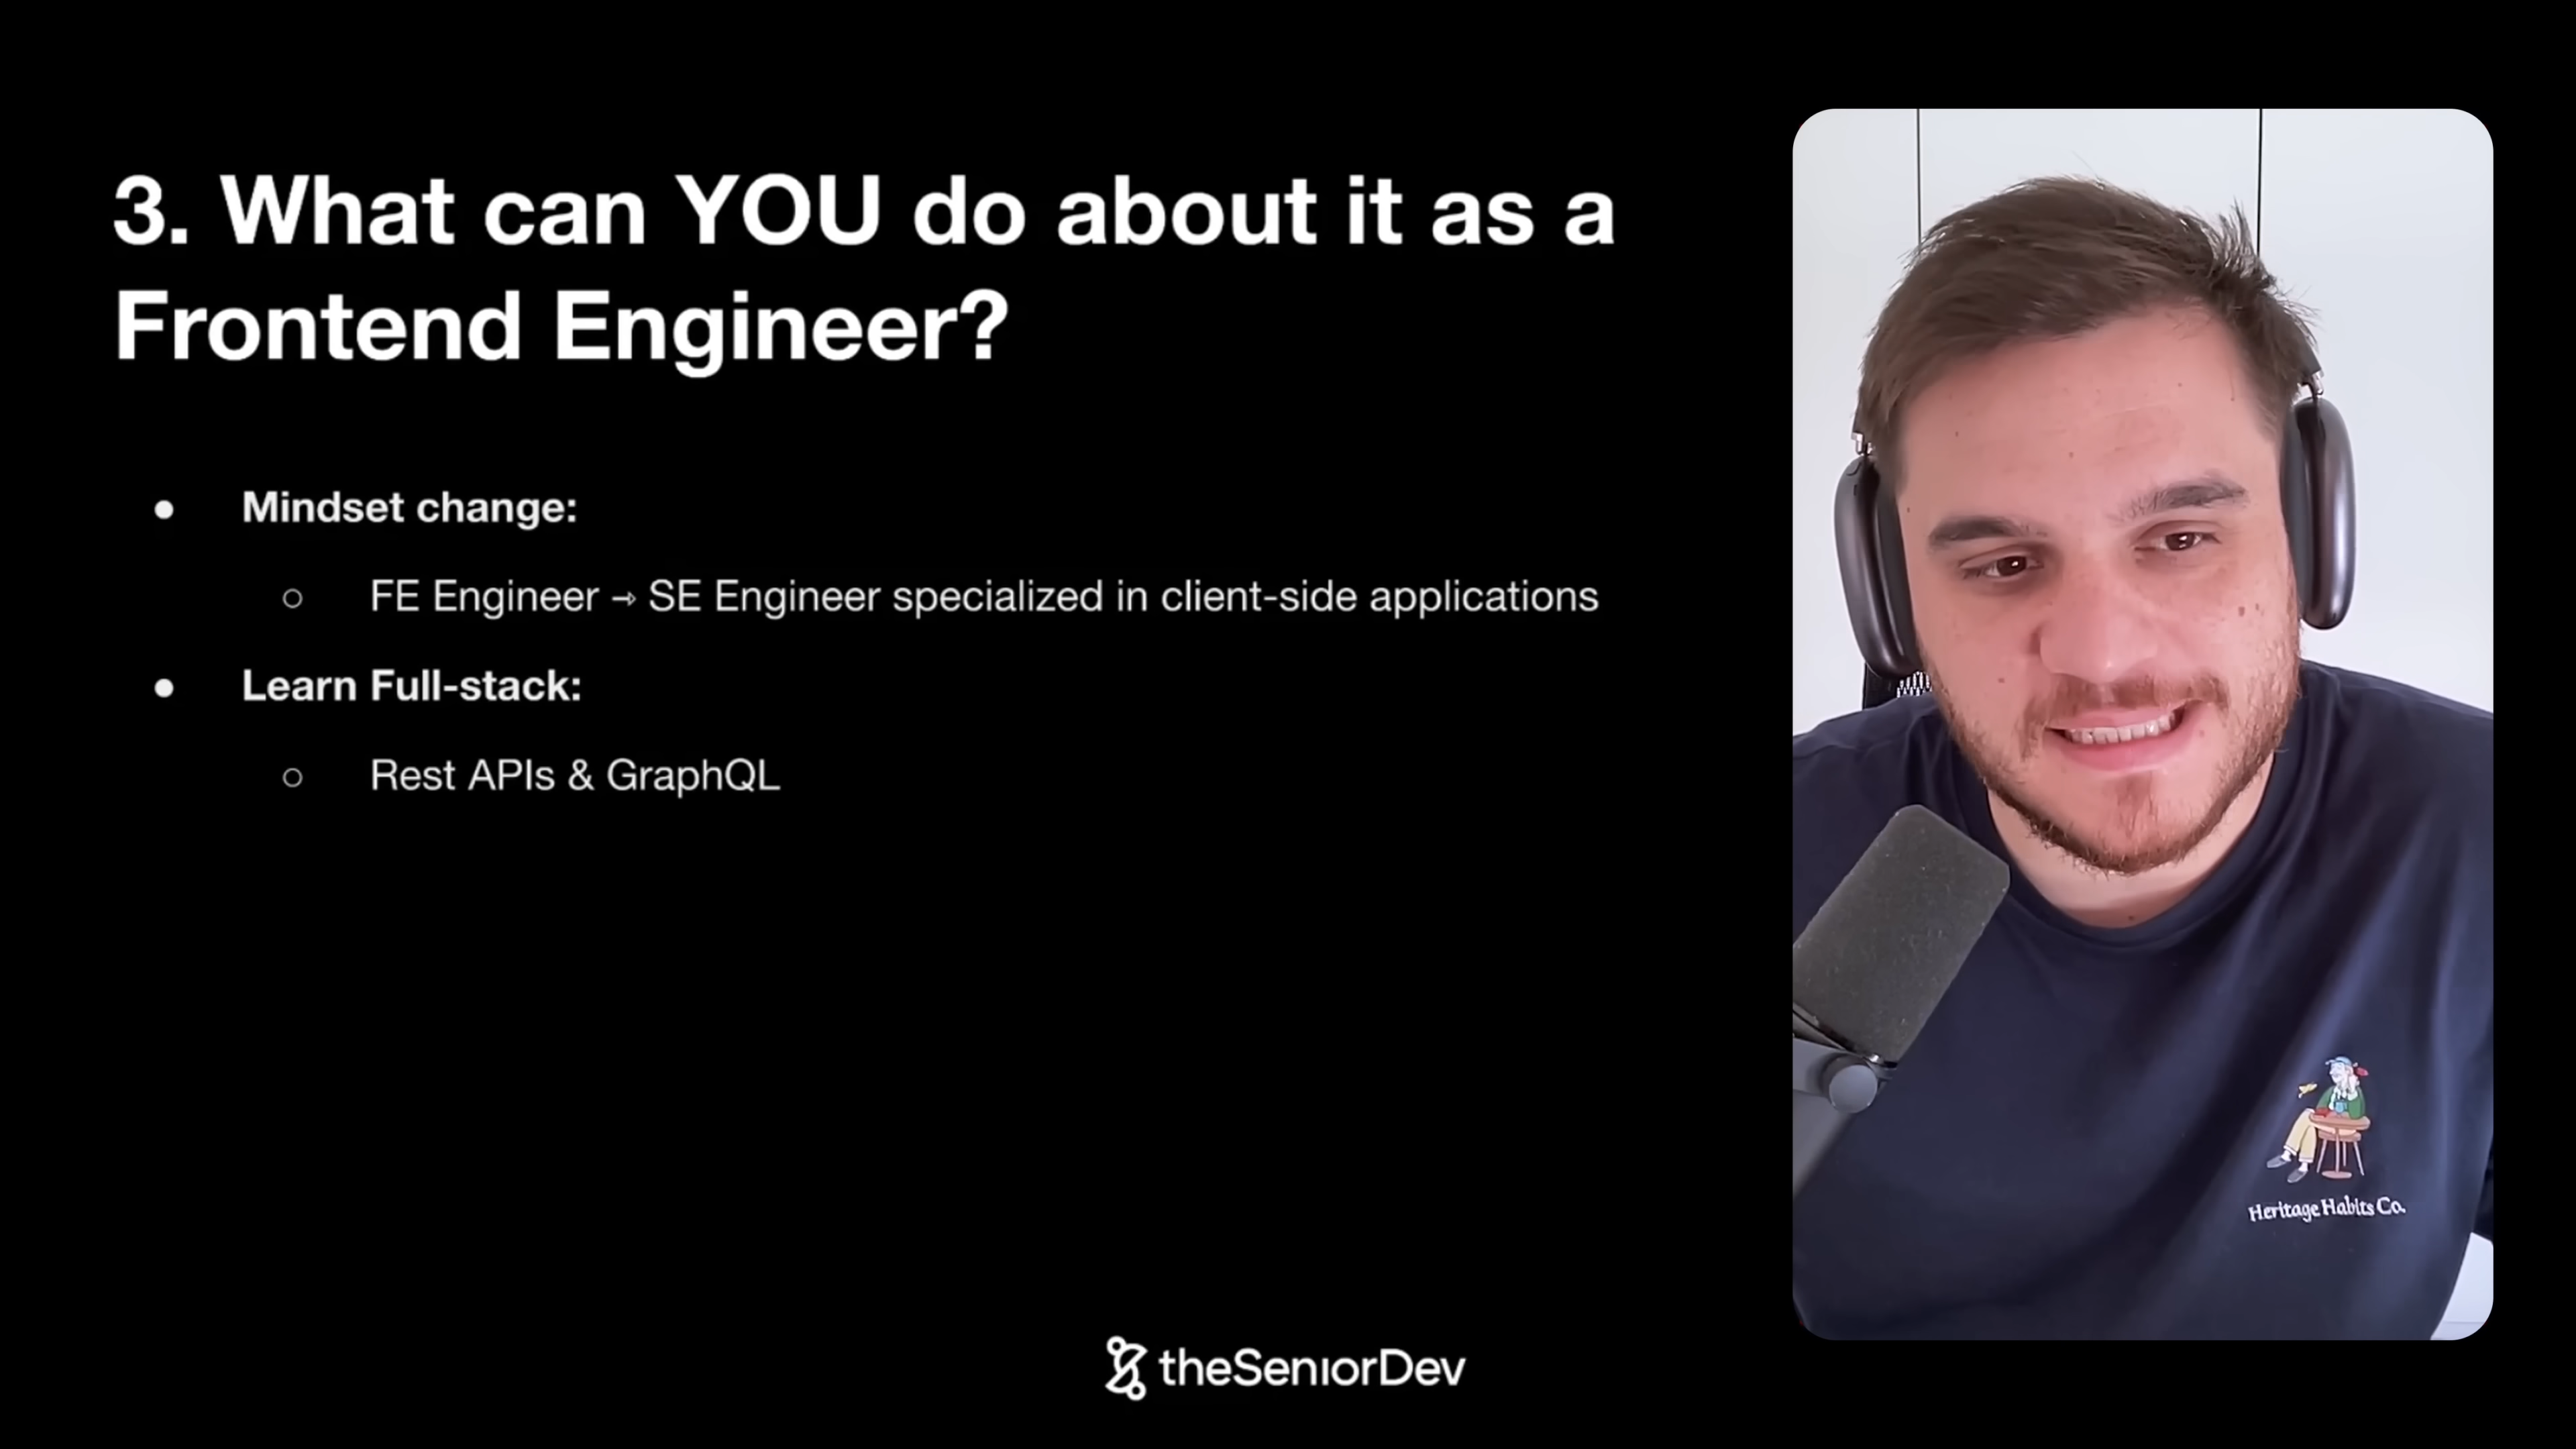 3. What can YOU do about it as a
Frontend Engineer?
● Mindset change:
○ FE Engineer → SE Engineer specialized in client-side applications
● Learn Full-stack:
○ Rest APIs & GraphQL
Heritage Habits Co.
theSeniorDev